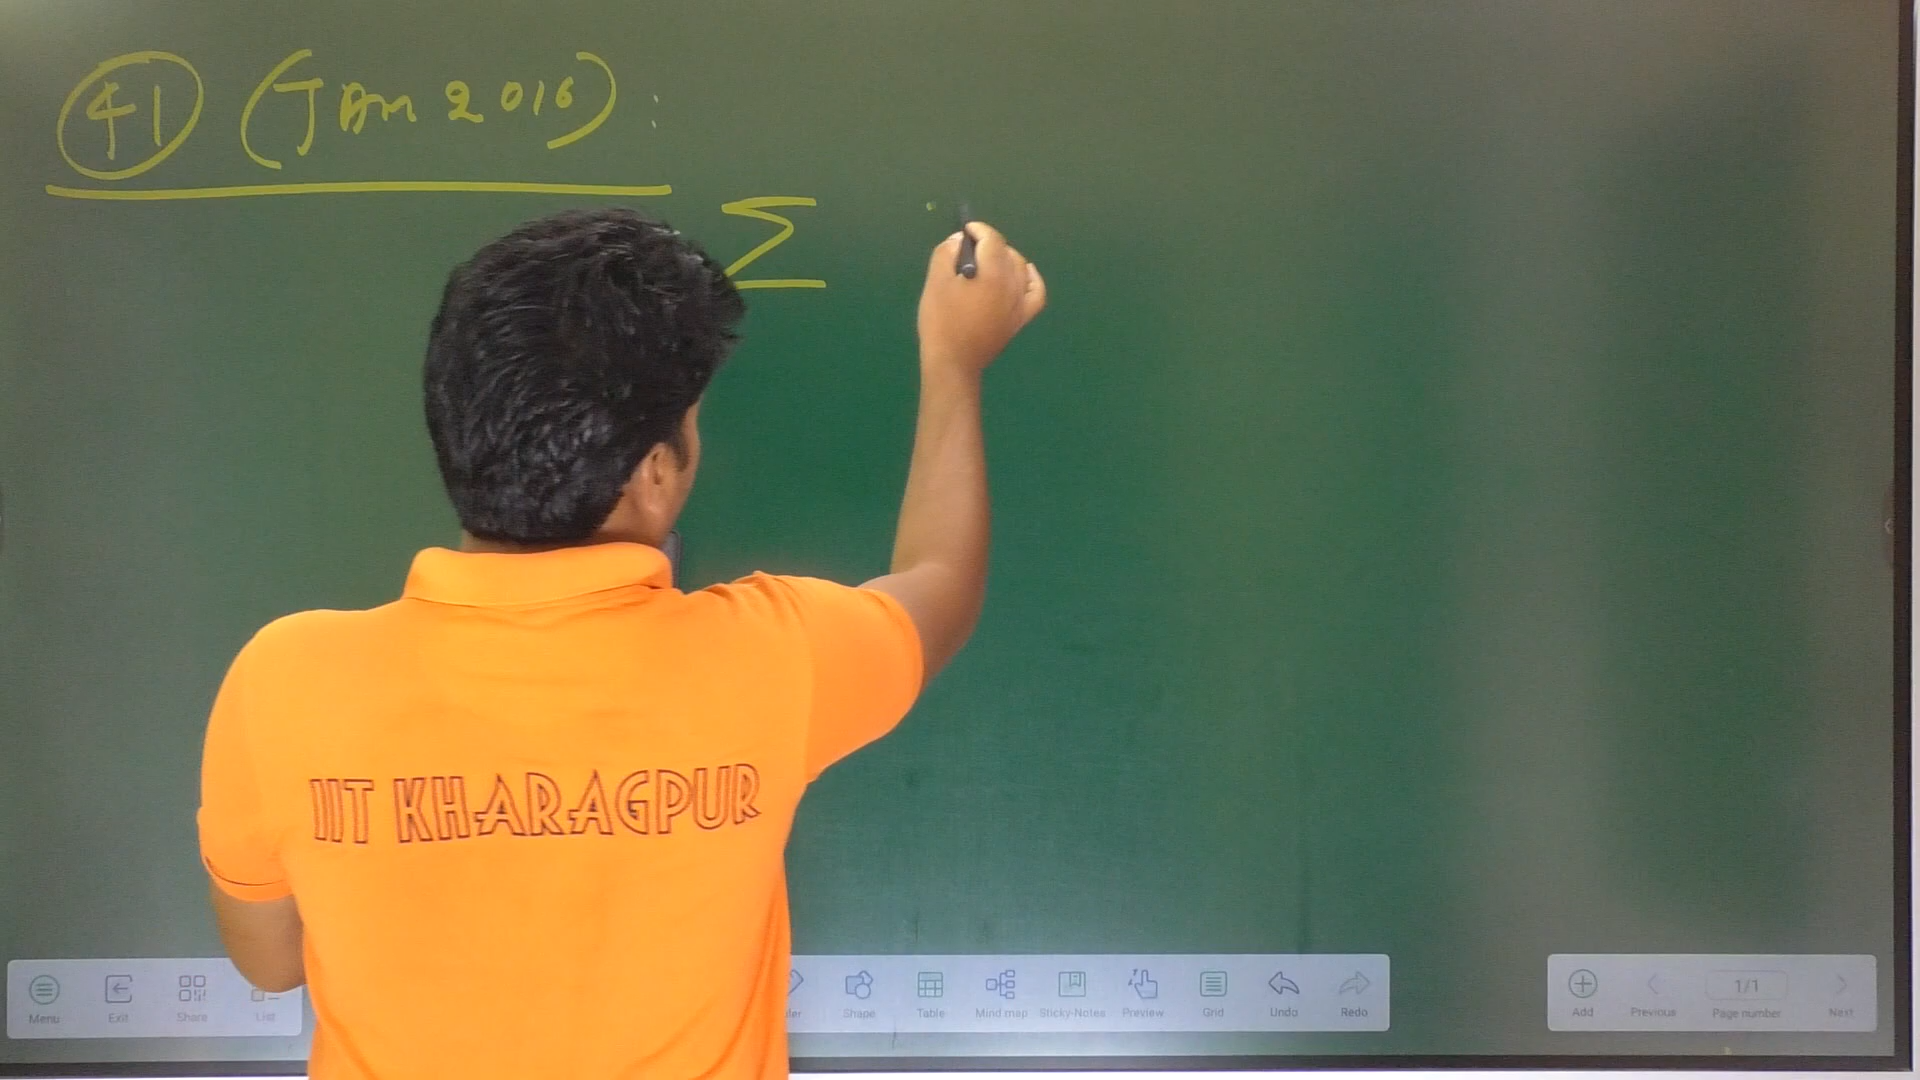 41 (JAM 2016) :
Σ
IIT KHARAGPUR
Menu Exit Share List Shape Table Mind map Sticky-Notes Preview Grid Undo Redo Add Previous 1/1 Page number Next